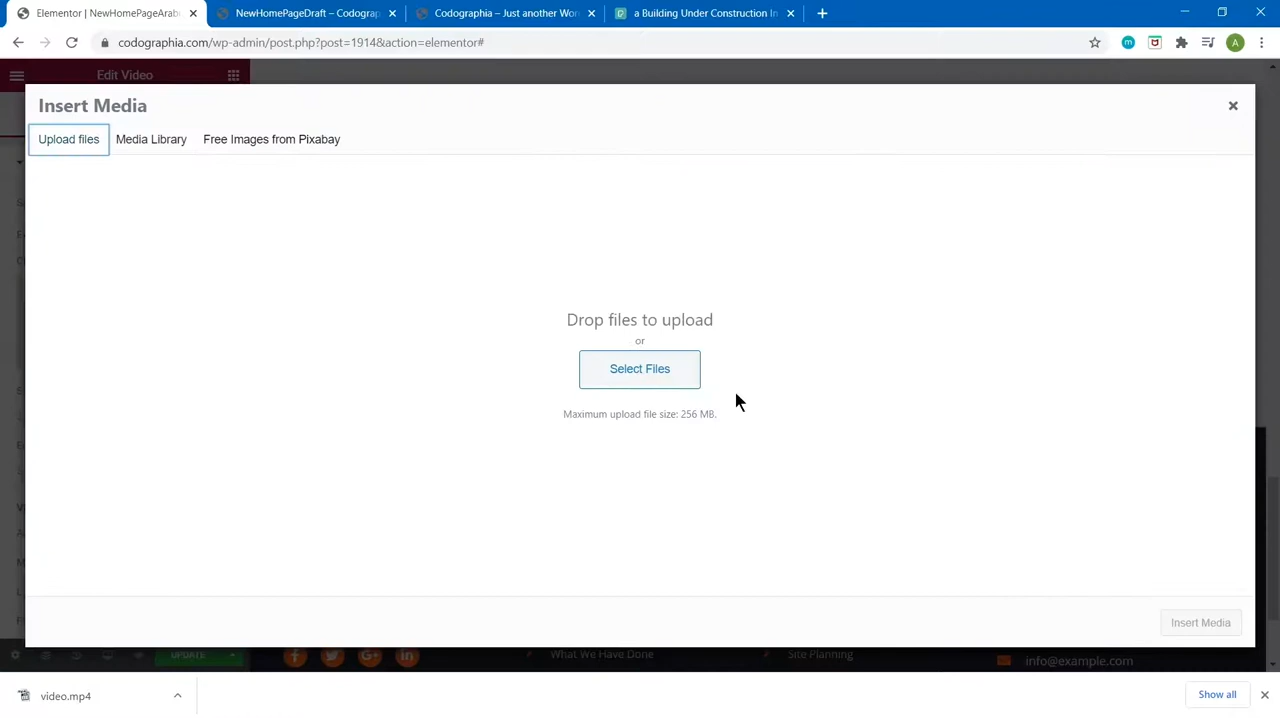 Elementor | NewHomePageArab
NewHomePageDraft – Codograp
Codographia – Just another Wor
a Building Under Construction In
codographia.com/wp-admin/post.php?post=1914&action=elementor#
m
A
Edit Video
Insert Media
Upload files
Media Library
Free Images from Pixabay
Drop files to upload
or
Select Files
Maximum upload file size: 256 MB.
Insert Media
UPDATE
What We Have Done
Site Planning
info@example.com
video.mp4
Show all